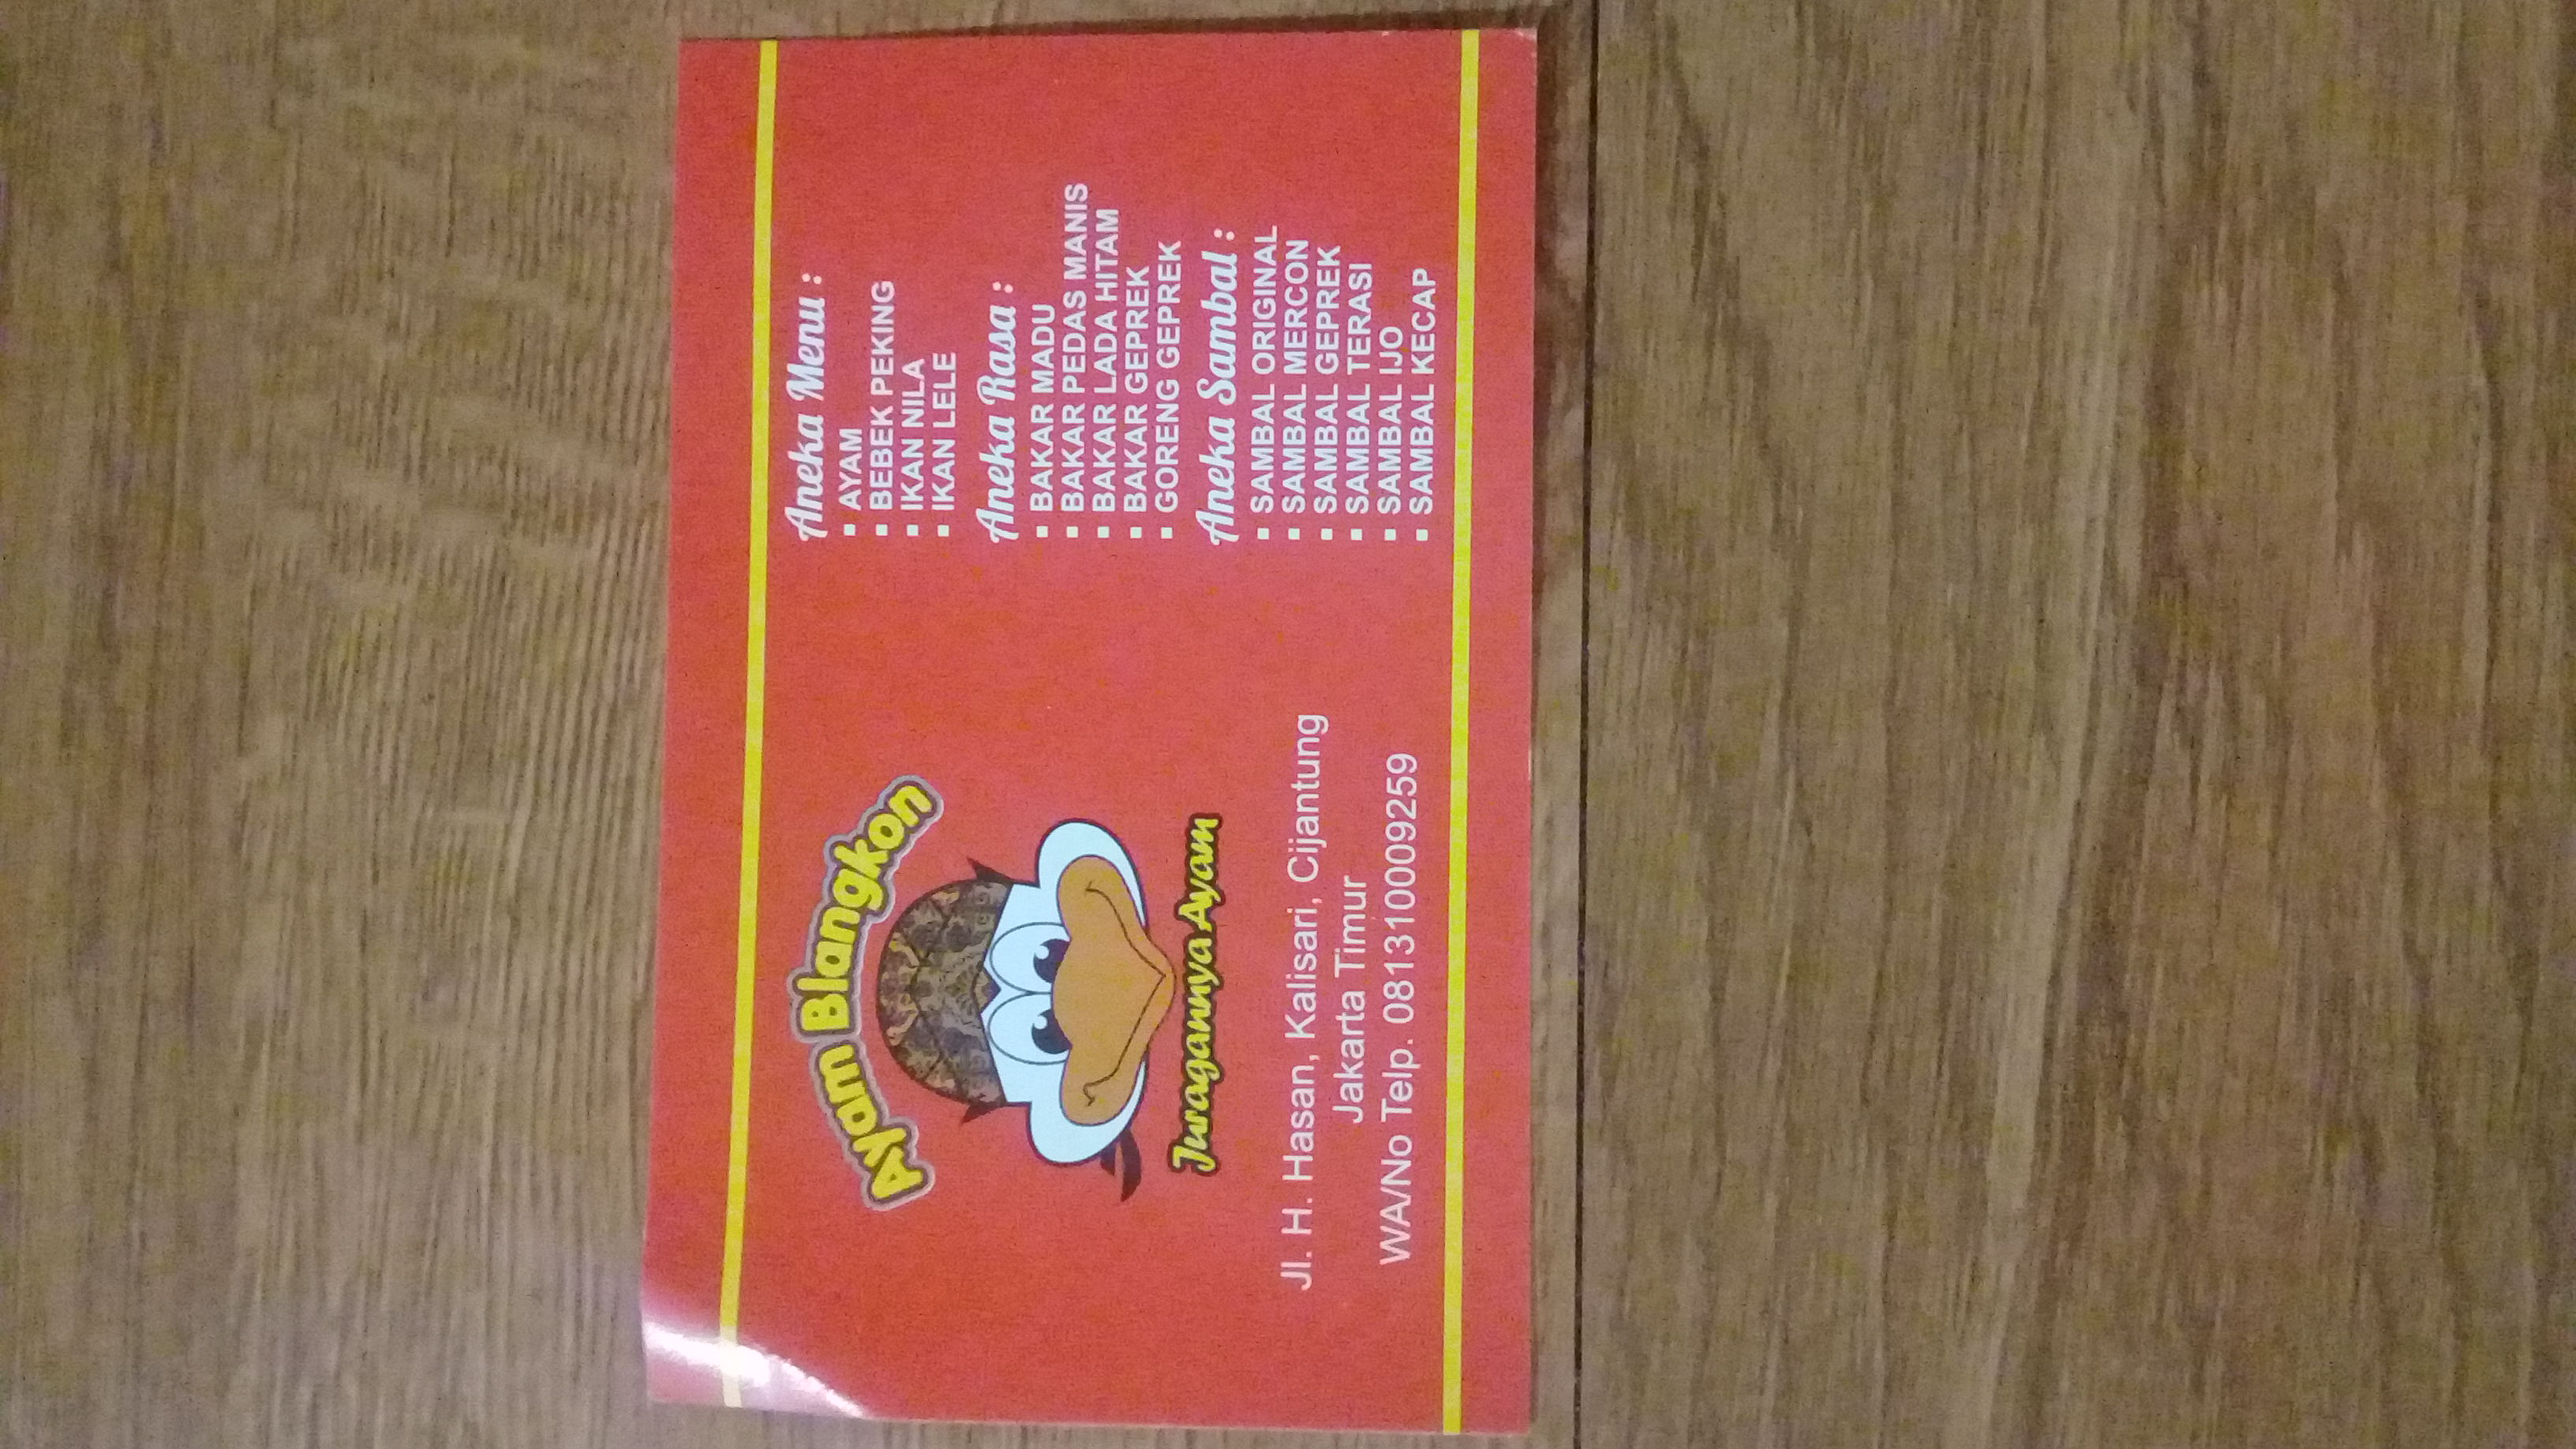 Ayam Blangkon
Juragannya Ayam
Jl. H. Hasan, Kalisari, Cijantung
Jakarta Timur
WA/No Telp. 081310009259
Aneka Menu :
▪ AYAM
▪ BEBEK PEKING
▪ IKAN NILA
▪ IKAN LELE
Aneka Rasa :
▪ BAKAR MADU
▪ BAKAR PEDAS MANIS
▪ BAKAR LADA HITAM
▪ BAKAR GEPREK
▪ GORENG GEPREK
Aneka Sambal :
▪ SAMBAL ORIGINAL
▪ SAMBAL MERCON
▪ SAMBAL GEPREK
▪ SAMBAL TERASI
▪ SAMBAL IJO
▪ SAMBAL KECAP